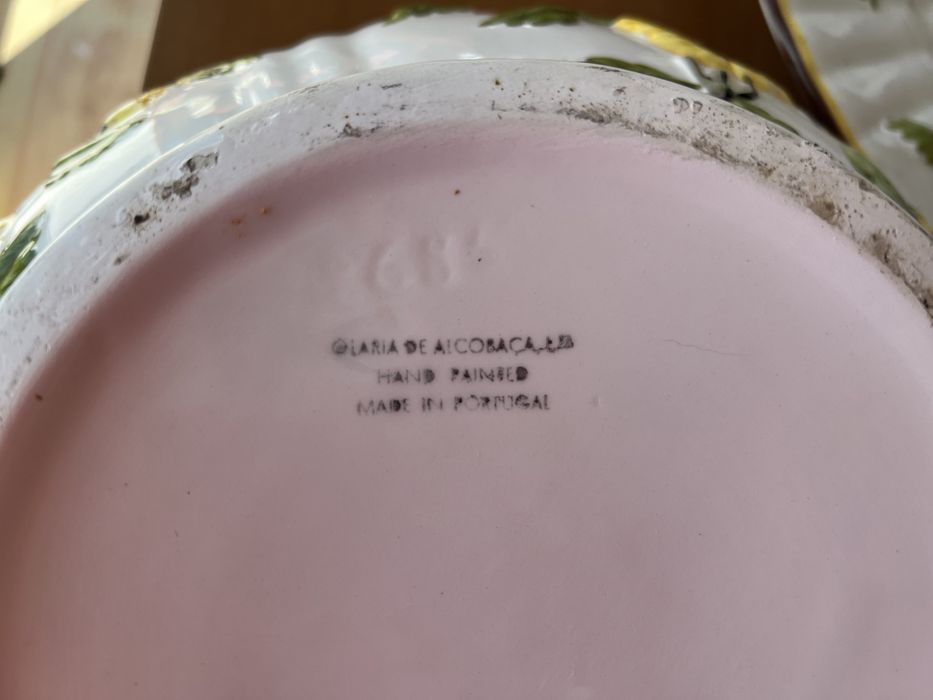 OLARIA DE ALCOBAÇA, LDA
HAND PAINTED
MADE IN PORTUGAL